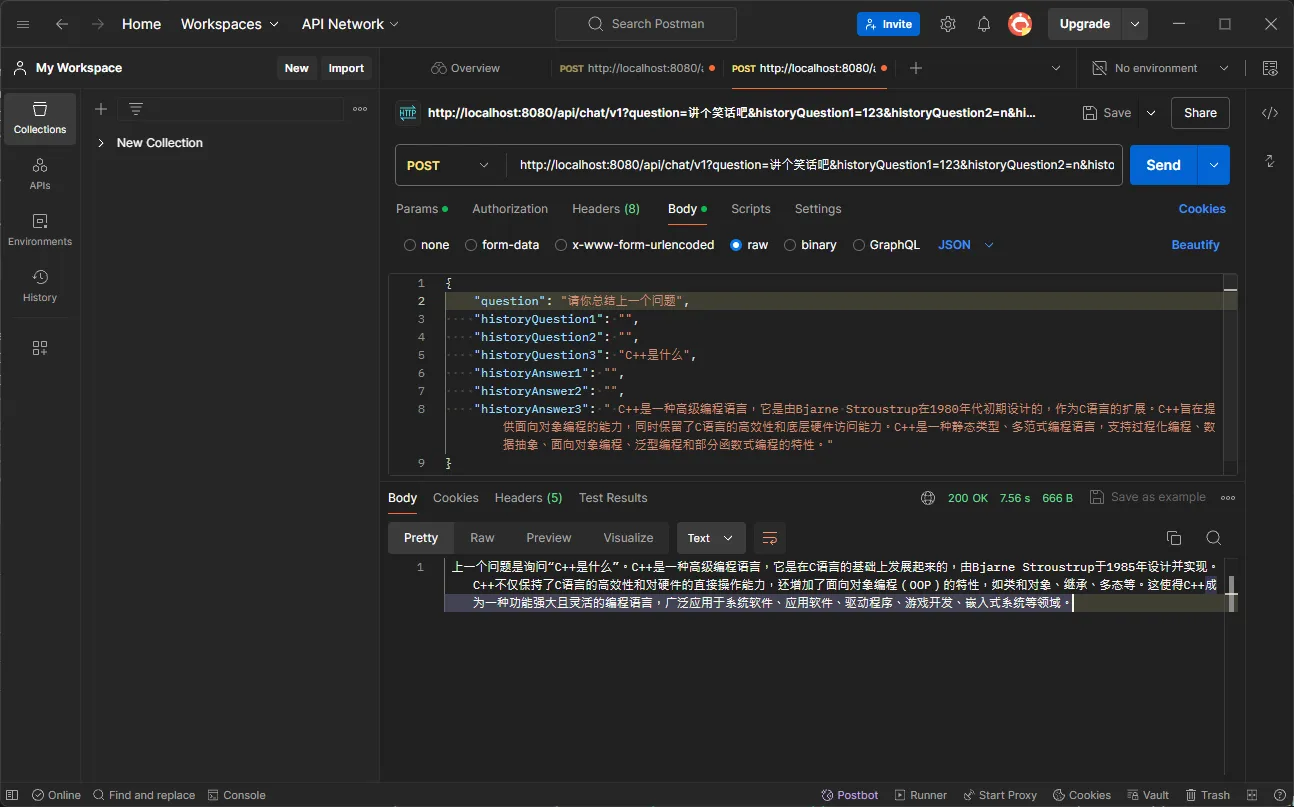 Home Workspaces API Network Search Postman Invite Upgrade
My Workspace New Import Overview POST http://localhost:8080/a POST http://localhost:8080/a No environment
Collections
New Collection
APIs
Environments
History
HTTP http://localhost:8080/api/chat/v1?question=讲个笑话吧&historyQuestion1=123&historyQuestion2=n&hi... Save Share
POST http://localhost:8080/api/chat/v1?question=讲个笑话吧&historyQuestion1=123&historyQuestion2=n&histo Send
Params Authorization Headers (8) Body Scripts Settings Cookies
none form-data x-www-form-urlencoded raw binary GraphQL JSON Beautify
1 {
2 "question": "请你总结上一个问题",
3 "historyQuestion1": "",
4 "historyQuestion2": "",
5 "historyQuestion3": "C++是什么",
6 "historyAnswer1": "",
7 "historyAnswer2": "",
8 "historyAnswer3": " C++是一种高级编程语言，它是由Bjarne Stroustrup在1980年代初期设计的，作为C语言的扩展。C++旨在提
供面向对象编程的能力，同时保留了C语言的高效性和底层硬件访问能力。C++是一种静态类型、多范式编程语言，支持过程化编程、数
据抽象、面向对象编程、泛型编程和部分函数式编程的特性。"
9 }
Body Cookies Headers (5) Test Results 200 OK 7.56 s 666 B Save as example
Pretty Raw Preview Visualize Text
1 上一个问题是询问“C++是什么”。C++是一种高级编程语言，它是在C语言的基础上发展起来的，由Bjarne Stroustrup于1985年设计并实现。
C++不仅保持了C语言的高效性和对硬件的直接操作能力，还增加了面向对象编程（OOP）的特性，如类和对象、继承、多态等。这使得C++成
为一种功能强大且灵活的编程语言，广泛应用于系统软件、应用软件、驱动程序、游戏开发、嵌入式系统等领域。
Online Find and replace Console Postbot Runner Start Proxy Cookies Vault Trash